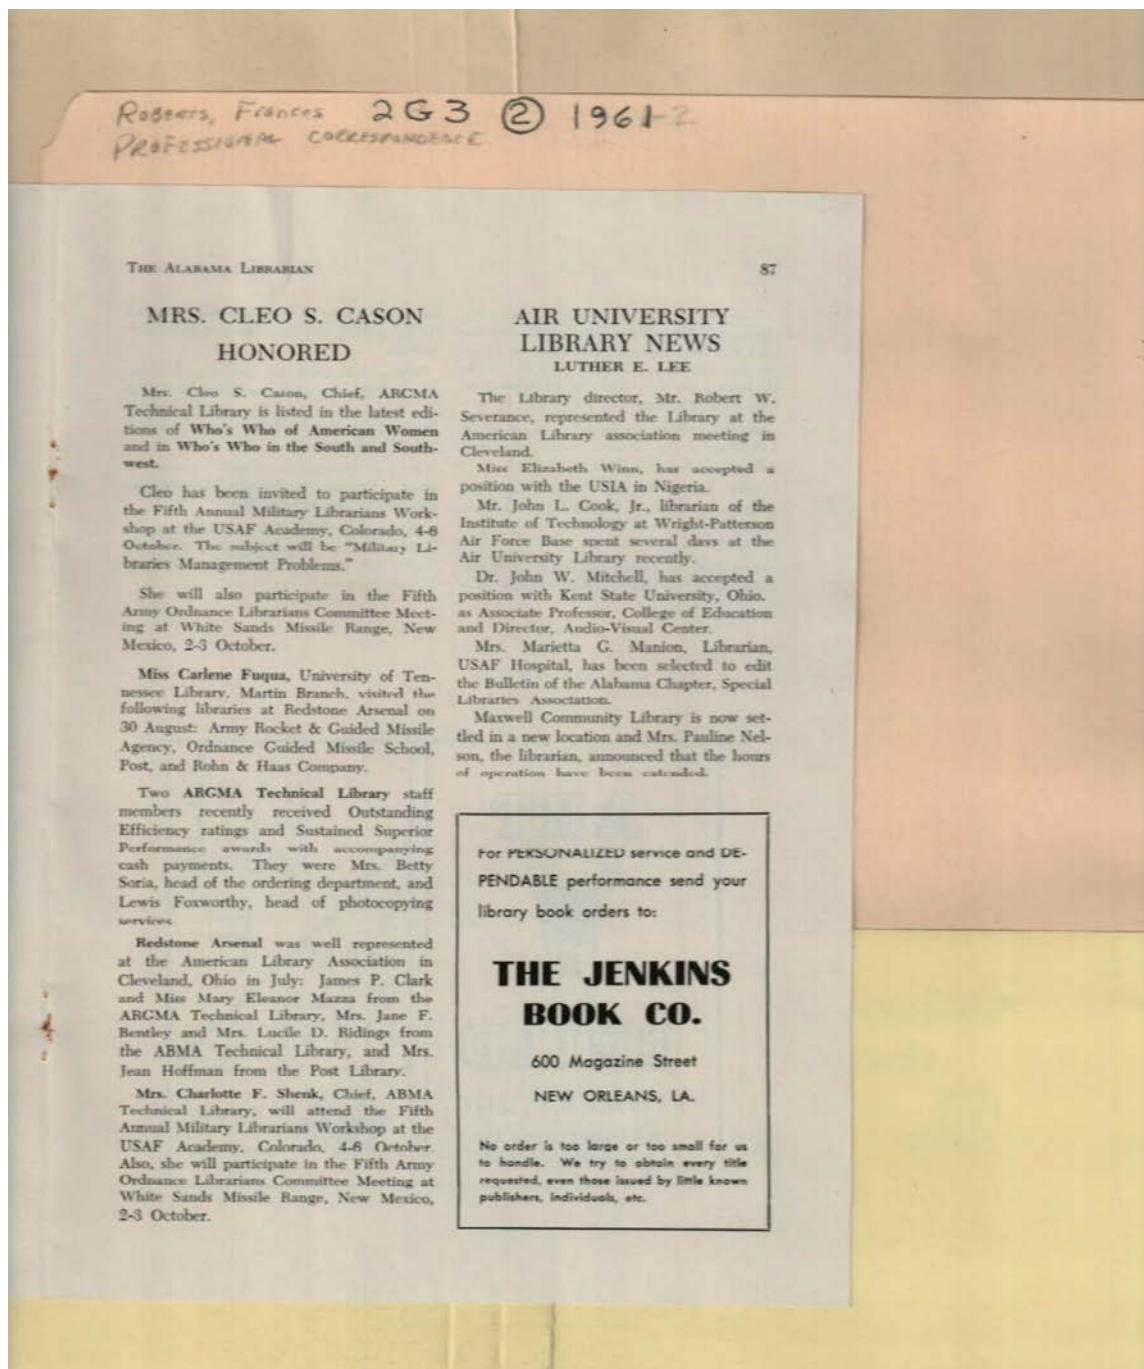 Roberts, Frances 2G3 ② 1961-2
PROFESSIONAL CORRESPONDENCE
THE ALABAMA LIBRARIAN
87
MRS. CLEO S. CASON
HONORED
Mrs. Cleo S. Cason, Chief, ARCMA
Technical Library is listed in the latest edi-
tions of Who's Who of American Women
and in Who's Who in the South and South-
west.
Cleo has been invited to participate in
the Fifth Annual Military Librarians Work-
shop at the USAF Academy, Colorado, 4-6
October. The subject will be "Military Li-
braries Management Problems."
She will also participate in the Fifth
Army Ordnance Librarians Committee Meet-
ing at White Sands Missile Range, New
Mexico, 2-3 October.
Miss Carlene Fuqua, University of Ten-
nessee Library, Martin Branch, visited the
following libraries at Redstone Arsenal on
30 August: Army Rocket & Guided Missile
Agency, Ordnance Guided Missile School,
Post, and Rohn & Haas Company.
Two ARGMA Technical Library staff
members recently received Outstanding
Efficiency ratings and Sustained Superior
Performance awards with accompanying
cash payments. They were Mrs. Betty
Soria, head of the ordering department, and
Lewis Foxworthy, head of photocopying
services.
Redstone Arsenal was well represented
at the American Library Association in
Cleveland, Ohio in July: James P. Clark
and Miss Mary Eleanor Mazza from the
ARGMA Technical Library, Mrs. Jane F.
Bentley and Mrs. Lucile D. Ridings from
the ABMA Technical Library, and Mrs.
Jean Hoffman from the Post Library.
Mrs. Charlotte F. Shenk, Chief, ABMA
Technical Library, will attend the Fifth
Annual Military Librarians Workshop at the
USAF Academy, Colorado, 4-6 October.
Also, she will participate in the Fifth Army
Ordnance Librarians Committee Meeting at
White Sands Missile Range, New Mexico,
2-3 October.
AIR UNIVERSITY
LIBRARY NEWS
LUTHER E. LEE
The Library director, Mr. Robert W.
Severance, represented the Library at the
American Library association meeting in
Cleveland.
Miss Elizabeth Winn, has accepted a
position with the USIA in Nigeria.
Mr. John L. Cook, Jr., librarian of the
Institute of Technology at Wright-Patterson
Air Force Base spent several days at the
Air University Library recently.
Dr. John W. Mitchell, has accepted a
position with Kent State University, Ohio.
as Associate Professor, College of Education
and Director, Audio-Visual Center.
Mrs. Marietta G. Manion, Librarian,
USAF Hospital, has been selected to edit
the Bulletin of the Alabama Chapter, Special
Libraries Association.
Maxwell Community Library is now set-
tled in a new location and Mrs. Pauline Nel-
son, the librarian, announced that the hours
of operation have been extended.
For PERSONALIZED service and DE-
PENDABLE performance send your
library book orders to:
THE JENKINS
BOOK CO.
600 Magazine Street
NEW ORLEANS, LA.
No order is too large or too small for us
to handle. We try to obtain every title
requested, even those issued by little known
publishers, individuals, etc.